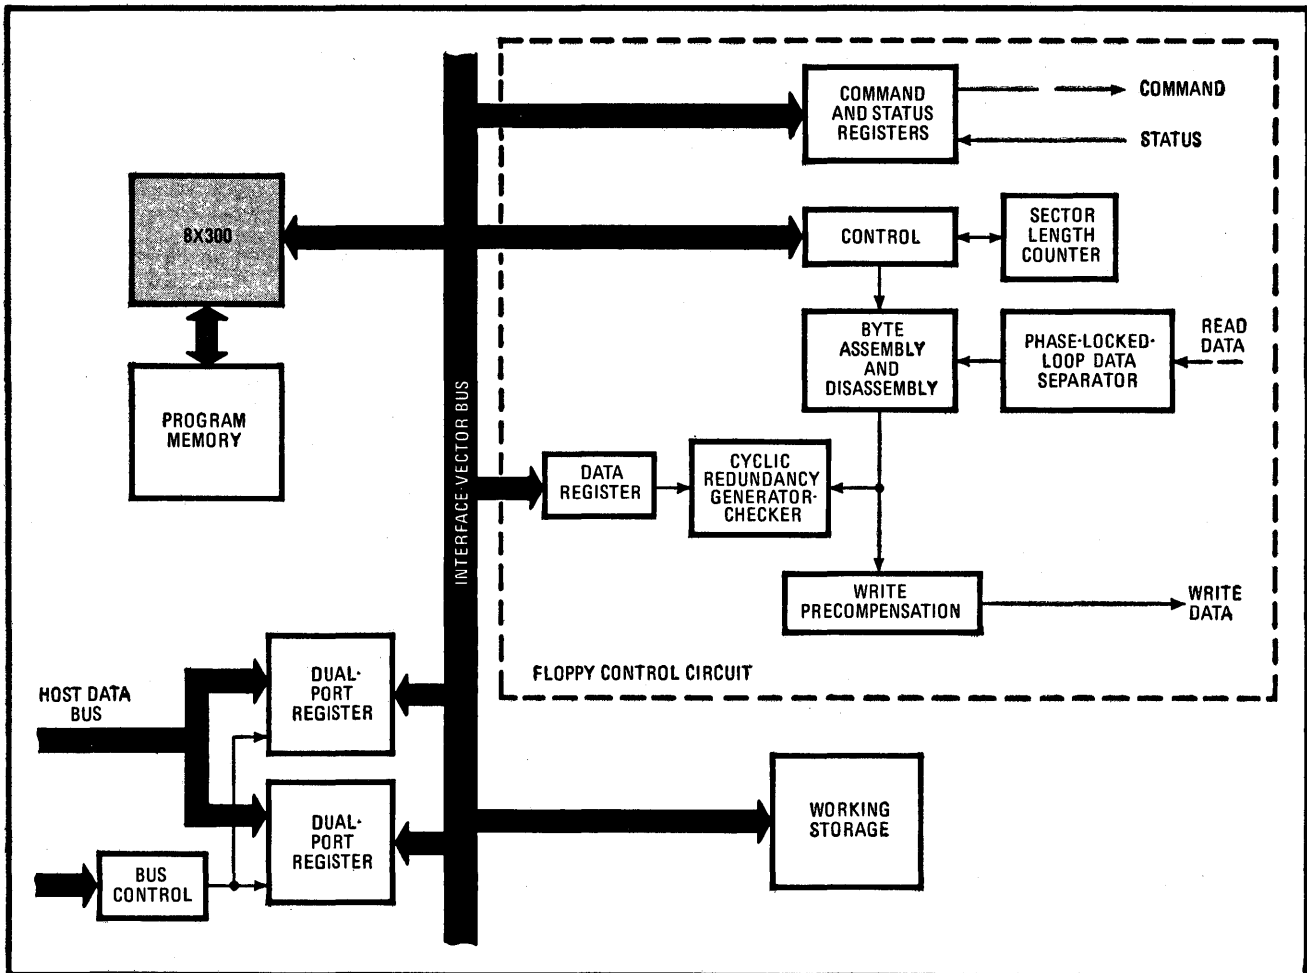 COMMAND
AND STATUS
REGISTERS
COMMAND
STATUS
8X300
CONTROL
SECTOR
LENGTH
COUNTER
BYTE
ASSEMBLY
AND
DISASSEMBLY
PHASE-LOCKED-
LOOP DATA
SEPARATOR
READ
DATA
PROGRAM
MEMORY
INTERFACE-VECTOR BUS
DATA
REGISTER
CYCLIC
REDUNDANCY
GENERATOR-
CHECKER
WRITE
PRECOMPENSATION
WRITE
DATA
FLOPPY CONTROL CIRCUIT
HOST DATA
BUS
DUAL-
PORT
REGISTER
DUAL-
PORT
REGISTER
BUS
CONTROL
WORKING
STORAGE